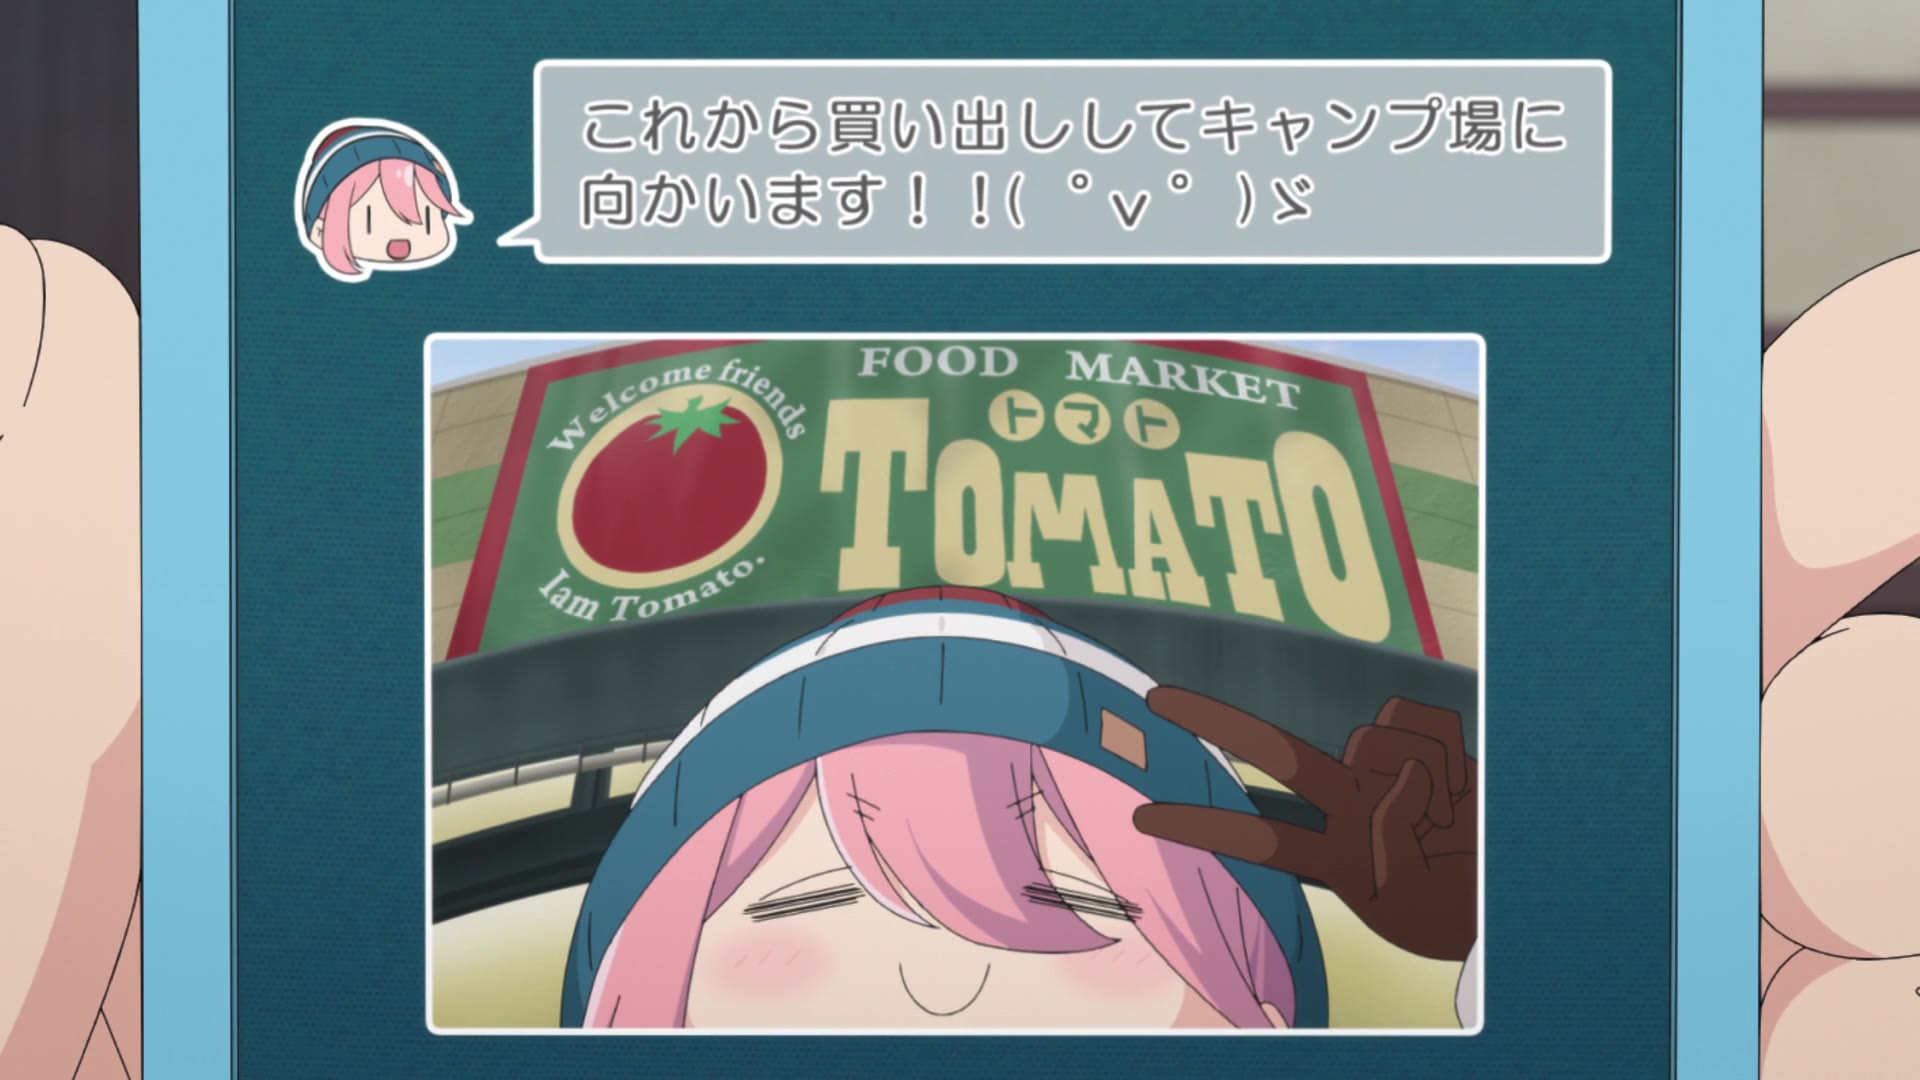 これから買い出ししてキャンプ場に
向かいます！！( ゜v゜)ゞ
FOOD MARKET
Welcome friends
トマト
TOMATO
Iam Tomato.